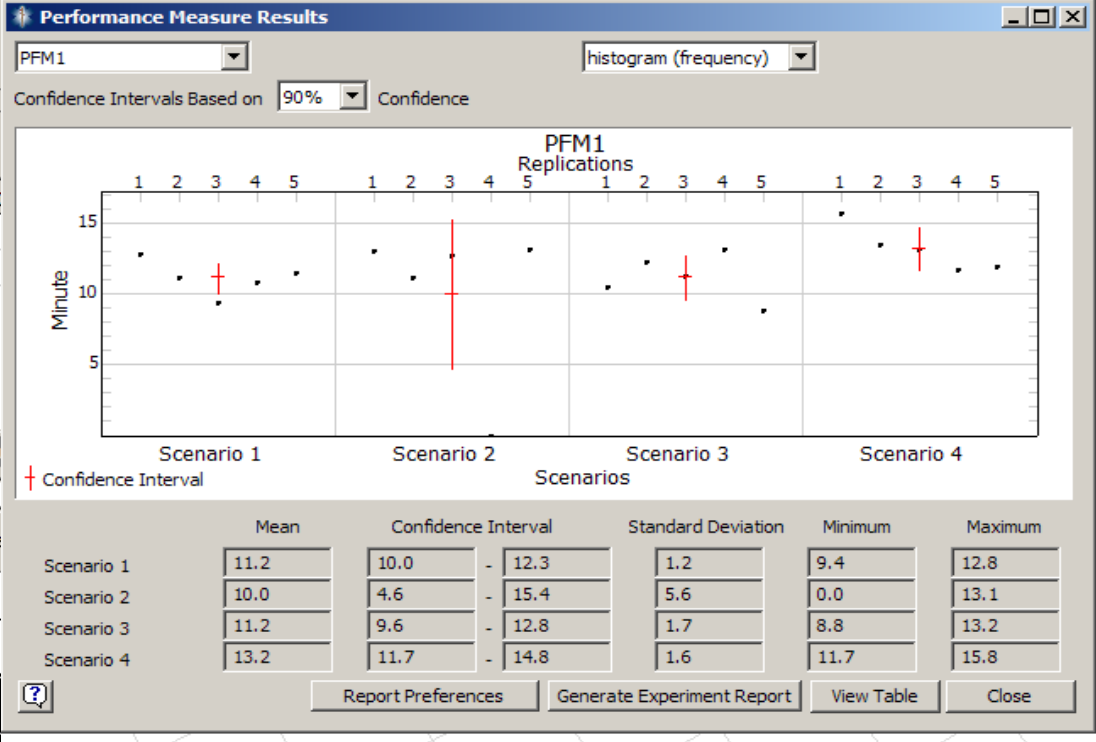 Performance Measure Results
PFM1 histogram (frequency)
Confidence Intervals Based on 90% Confidence
PFM1
Replications
1 2 3 4 5 1 2 3 4 5 1 2 3 4 5 1 2 3 4 5
15
10
5
Minute
Scenario 1 Scenario 2 Scenario 3 Scenario 4
Confidence Interval Scenarios
Mean Confidence Interval Standard Deviation Minimum Maximum
Scenario 1 11.2 10.0 - 12.3 1.2 9.4 12.8
Scenario 2 10.0 4.6 - 15.4 5.6 0.0 13.1
Scenario 3 11.2 9.6 - 12.8 1.7 8.8 13.2
Scenario 4 13.2 11.7 - 14.8 1.6 11.7 15.8
? Report Preferences Generate Experiment Report View Table Close